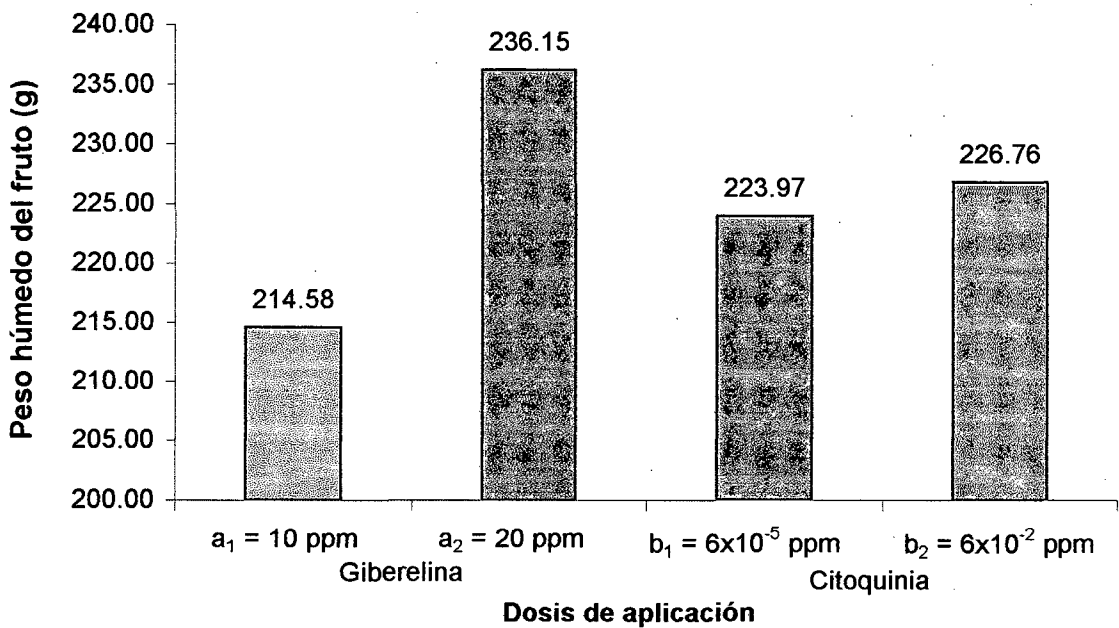 Peso húmedo del fruto (g)
240.00
235.00
230.00
225.00
220.00
215.00
210.00
205.00
200.00
214.58
236.15
223.97
226.76
a₁ = 10 ppm
a₂ = 20 ppm
b₁ = 6x10⁻⁵ ppm
b₂ = 6x10⁻² ppm
Giberelina
Citoquinia
Dosis de aplicación